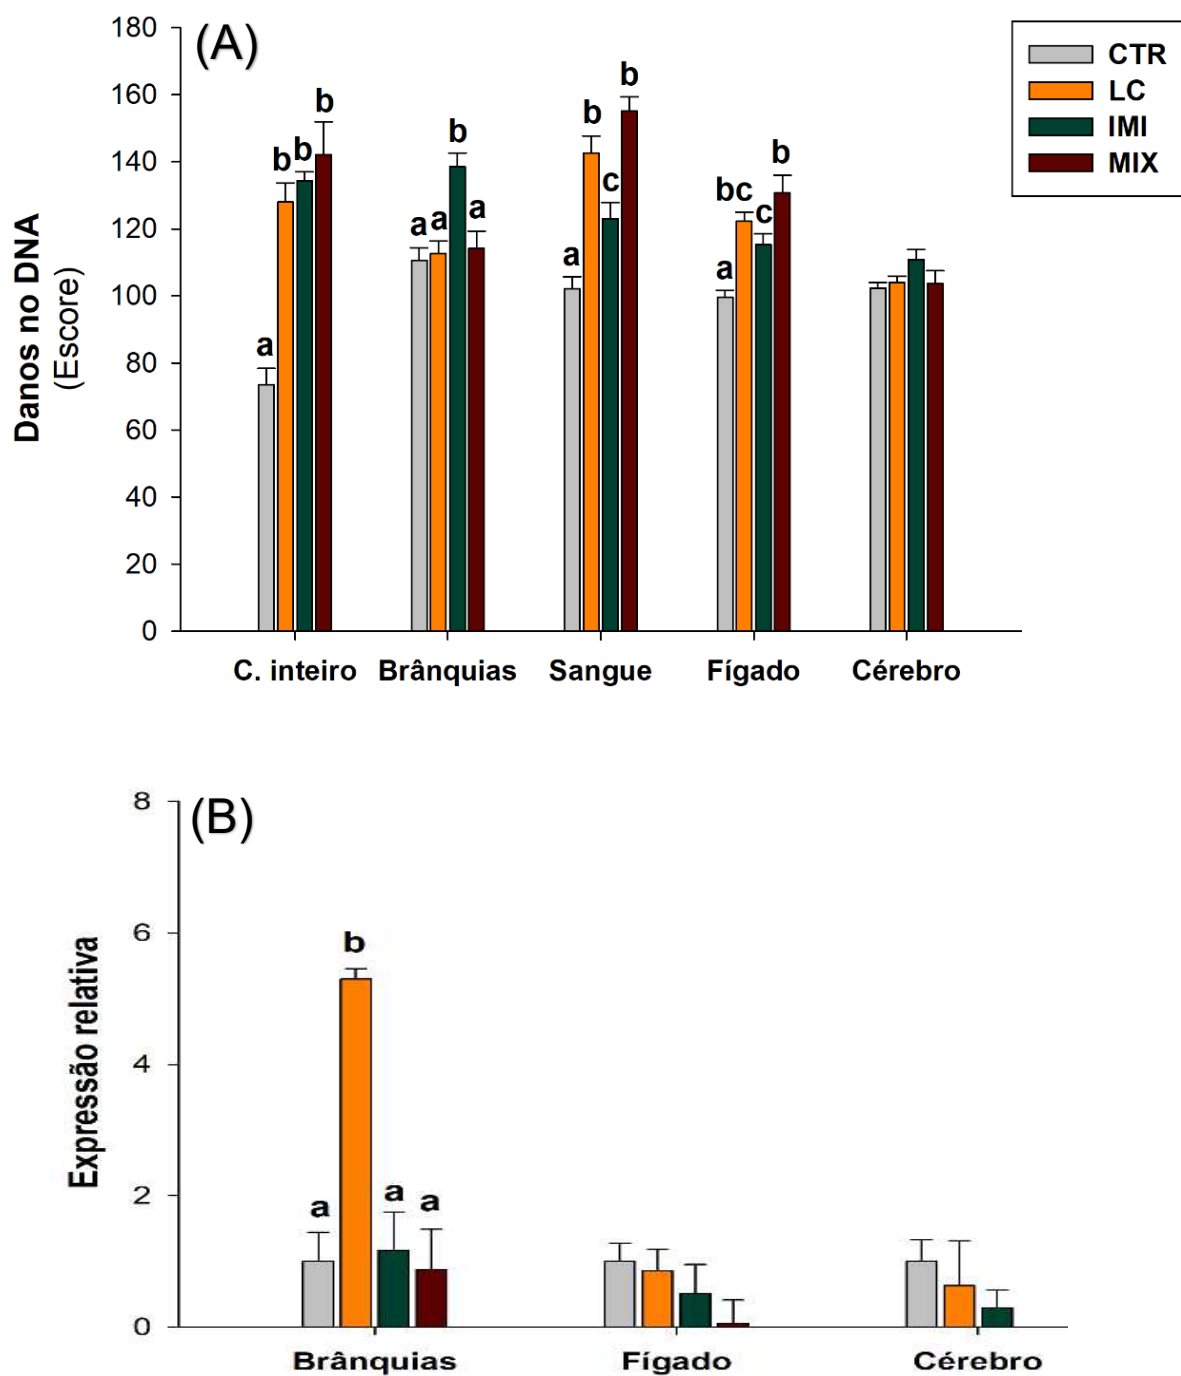 (A)
CTR
LC
IMI
MIX
Danos no DNA
(Escore)
180
160
140
120
100
80
60
40
20
0
a b b b
a a b a
a b c b
a bc c b
C. inteiro Brânquias Sangue Fígado Cérebro
(B)
Expressão relativa
8
6
4
2
0
a b a a
Brânquias Fígado Cérebro